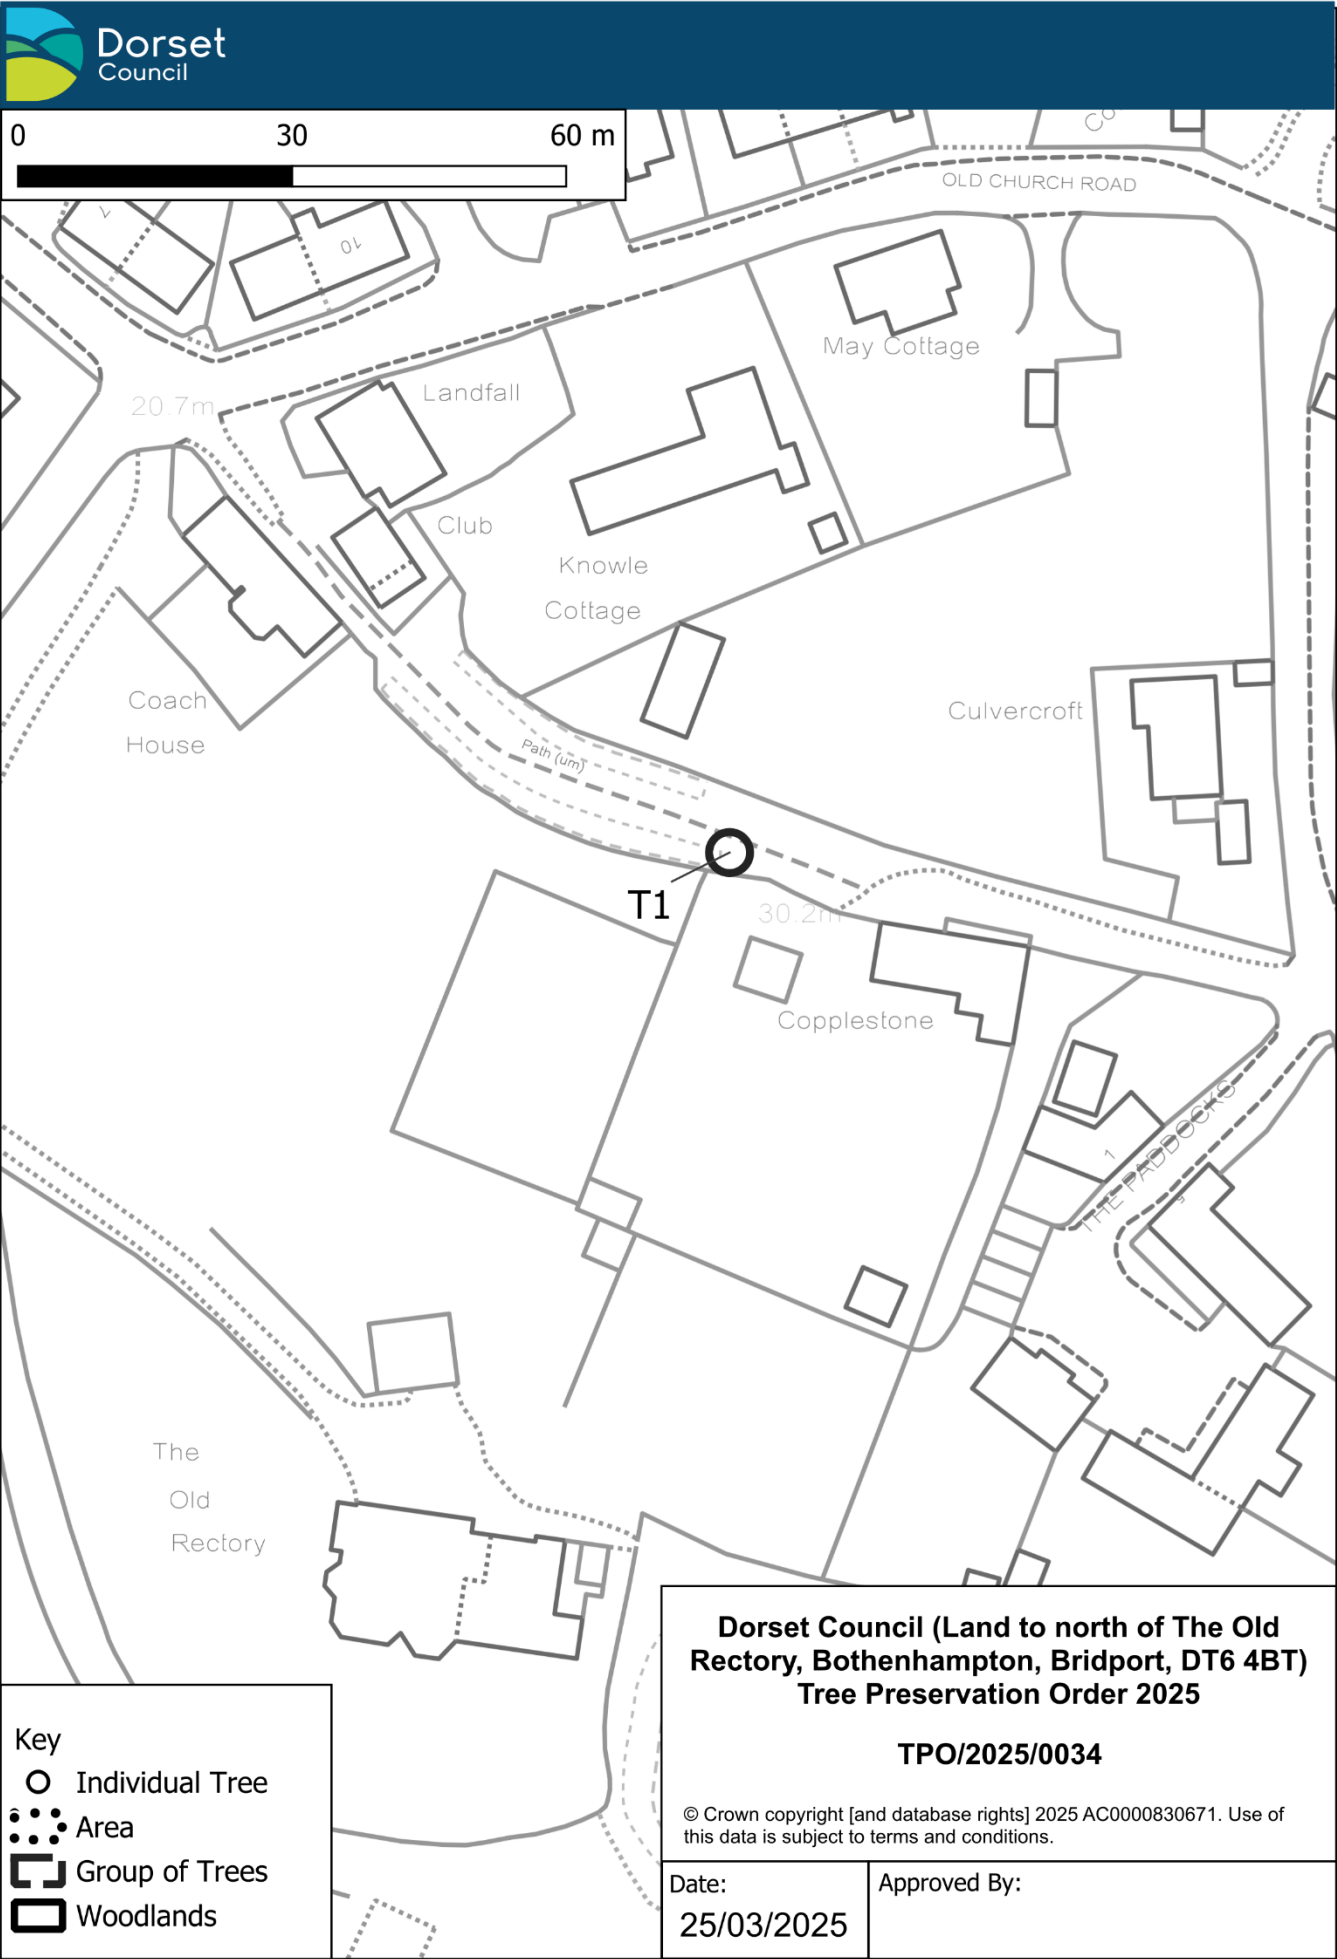 Dorset
Council
0 30 60 m
Co
OLD CHURCH ROAD
7
10
May Cottage
Landfall
20.7m
Club
Knowle
Cottage
Coach
House
Culvercroft
Path (um)
T1
30.2m
Copplestone
THE PADDOCKS
1
9
The
Old
Rectory
Dorset Council (Land to north of The Old
Rectory, Bothenhampton, Bridport, DT6 4BT)
Tree Preservation Order 2025
TPO/2025/0034
© Crown copyright [and database rights] 2025 AC0000830671. Use of
this data is subject to terms and conditions.
Date:
25/03/2025
Approved By:
Key
Individual Tree
Area
Group of Trees
Woodlands